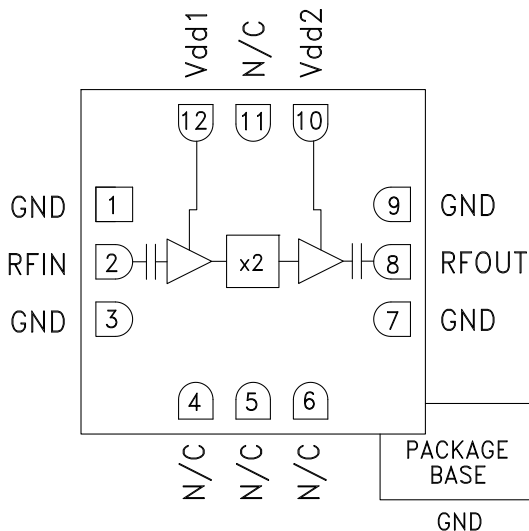 Vdd1
N/C
Vdd2
12
11
10
GND
1
9
GND
RFIN
2
x2
8
RFOUT
GND
3
7
GND
4
5
6
N/C
N/C
N/C
PACKAGE
BASE
GND